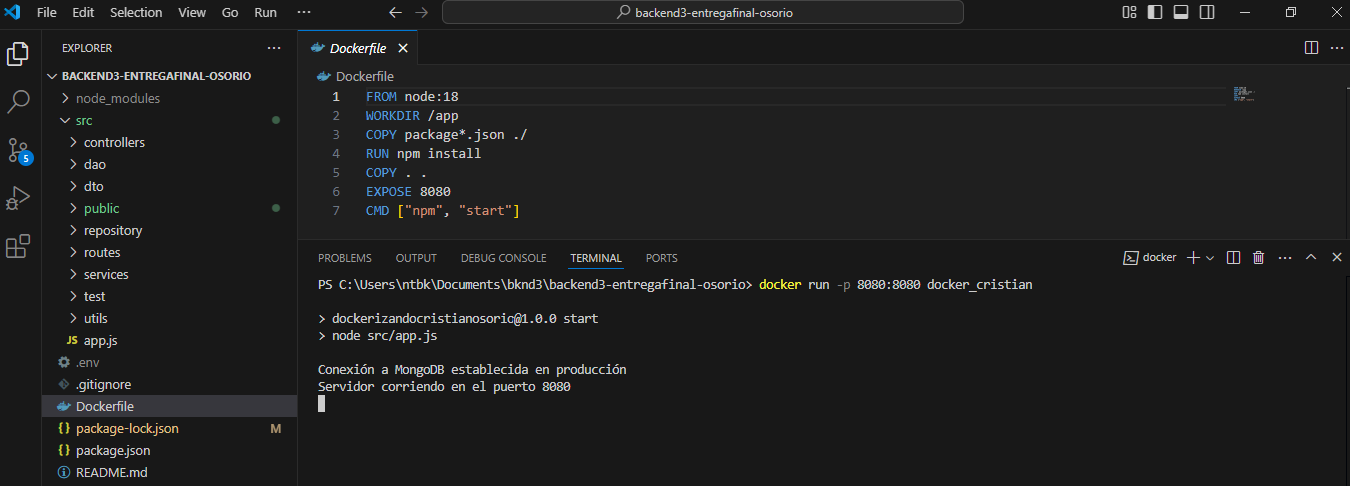 File Edit Selection View Go Run ··· backend3-entregafinal-osorio
EXPLORER ···
BACKEND3-ENTREGAFINAL-OSORIO
node_modules
src
controllers
dao
dto
public
repository
routes
services
test
utils
JS app.js
.env
.gitignore
Dockerfile
{} package-lock.json M
{} package.json
README.md
5
Dockerfile
Dockerfile
1 FROM node:18
2 WORKDIR /app
3 COPY package*.json ./
4 RUN npm install
5 COPY . .
6 EXPOSE 8080
7 CMD ["npm", "start"]
PROBLEMS OUTPUT DEBUG CONSOLE TERMINAL PORTS docker
PS C:\Users\ntbk\Documents\bknd3\backend3-entregafinal-osorio> docker run -p 8080:8080 docker_cristian
> dockerizandocristianosorio@1.0.0 start
> node src/app.js
Conexión a MongoDB establecida en producción
Servidor corriendo en el puerto 8080